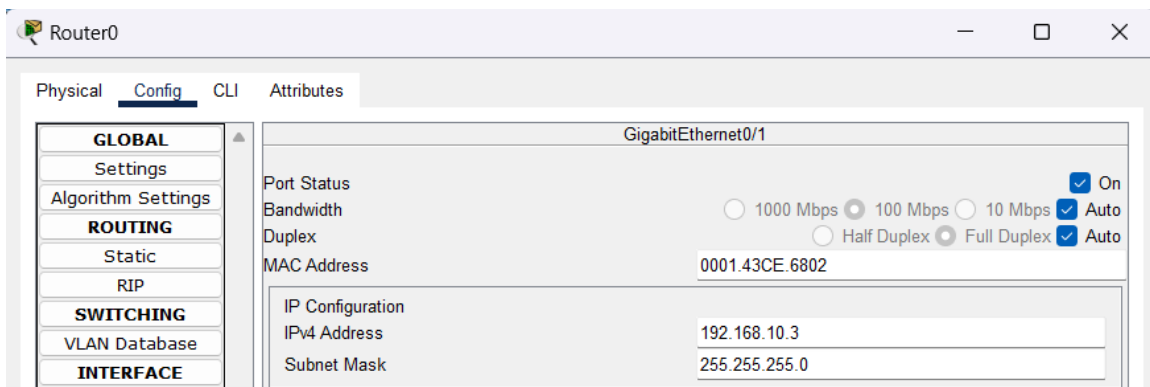 Router0
Physical Config CLI Attributes
GLOBAL
Settings
Algorithm Settings
ROUTING
Static
RIP
SWITCHING
VLAN Database
INTERFACE
GigabitEthernet0/1
Port Status On
Bandwidth 1000 Mbps 100 Mbps 10 Mbps Auto
Duplex Half Duplex Full Duplex Auto
MAC Address 0001.43CE.6802
IP Configuration
IPv4 Address 192.168.10.3
Subnet Mask 255.255.255.0